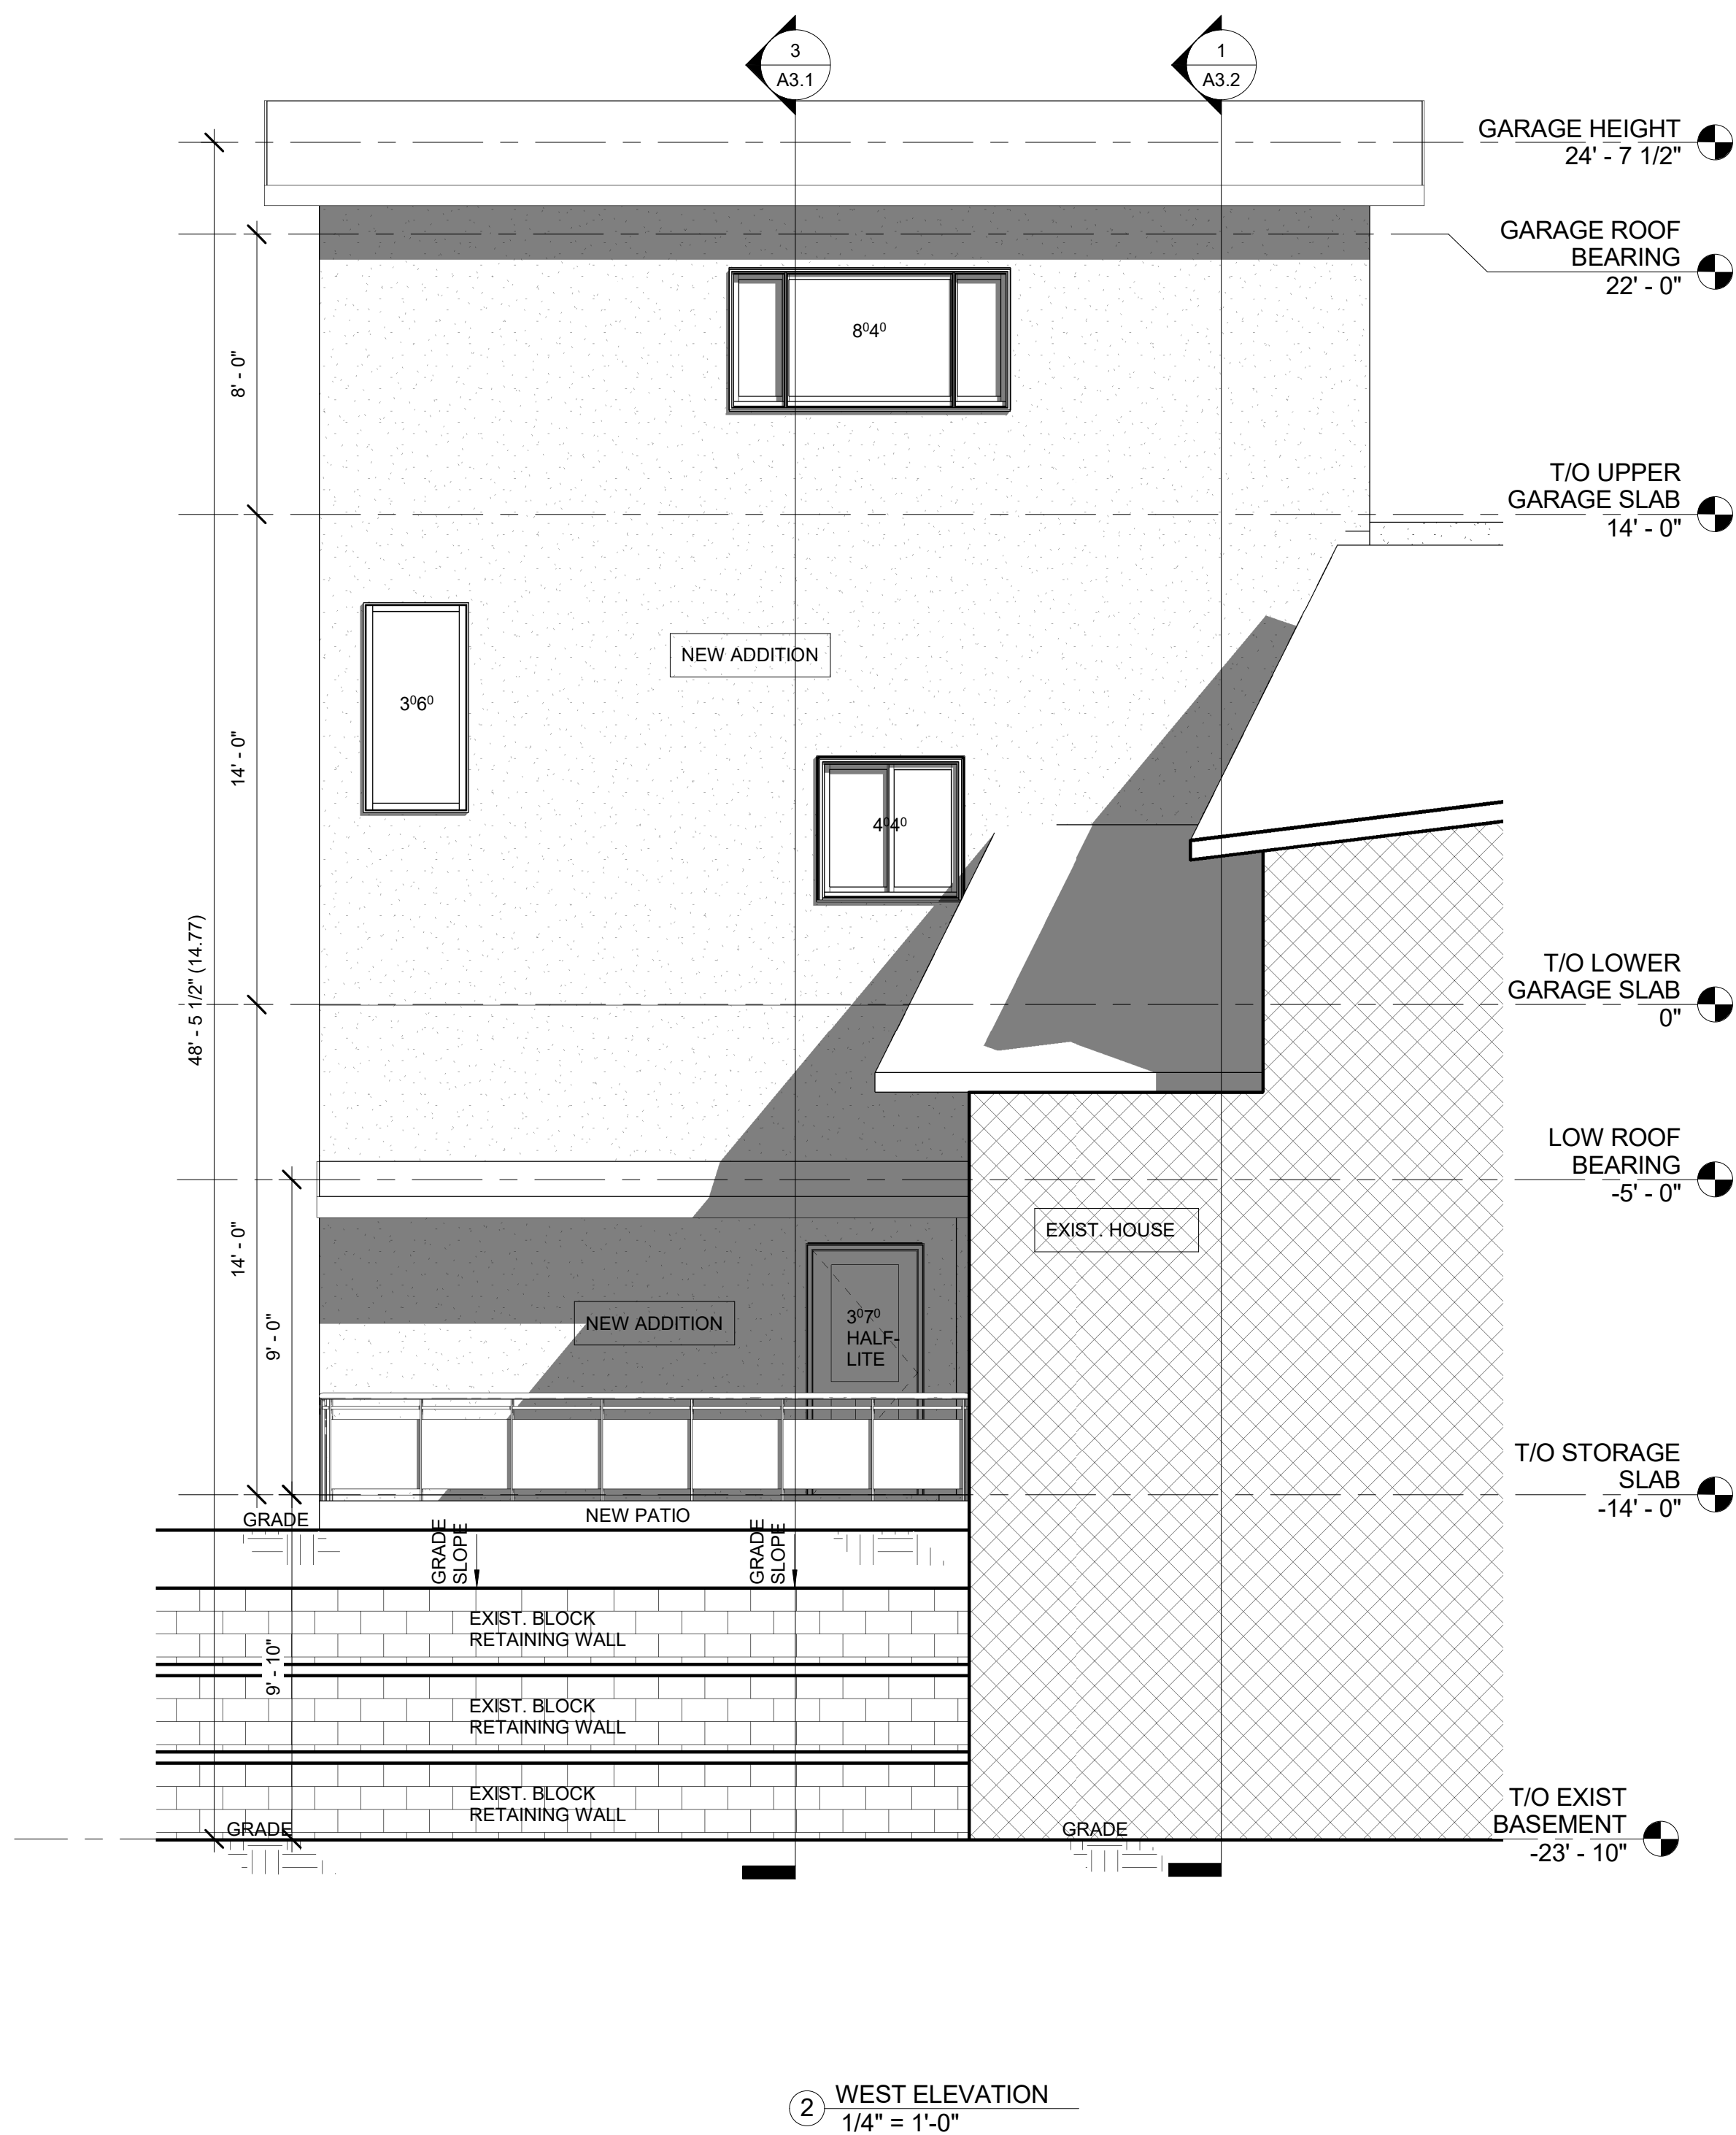 3
A3.1
1
A3.2
GARAGE HEIGHT
24' - 7 1/2"
GARAGE ROOF
BEARING
22' - 0"
8' - 0"
8⁰4⁰
T/O UPPER
GARAGE SLAB
14' - 0"
NEW ADDITION
3⁰6⁰
14' - 0"
4⁰4⁰
48' - 5 1/2" (14.77)
T/O LOWER
GARAGE SLAB
0"
LOW ROOF
BEARING
-5' - 0"
14' - 0"
EXIST. HOUSE
9' - 0"
NEW ADDITION
3⁰7⁰
HALF-
LITE
T/O STORAGE
SLAB
-14' - 0"
GRADE
NEW PATIO
GRADE
SLOPE
GRADE
SLOPE
9' - 10"
EXIST. BLOCK
RETAINING WALL
EXIST. BLOCK
RETAINING WALL
EXIST. BLOCK
RETAINING WALL
GRADE
GRADE
T/O EXIST
BASEMENT
-23' - 10"
2
WEST ELEVATION
1/4" = 1'-0"